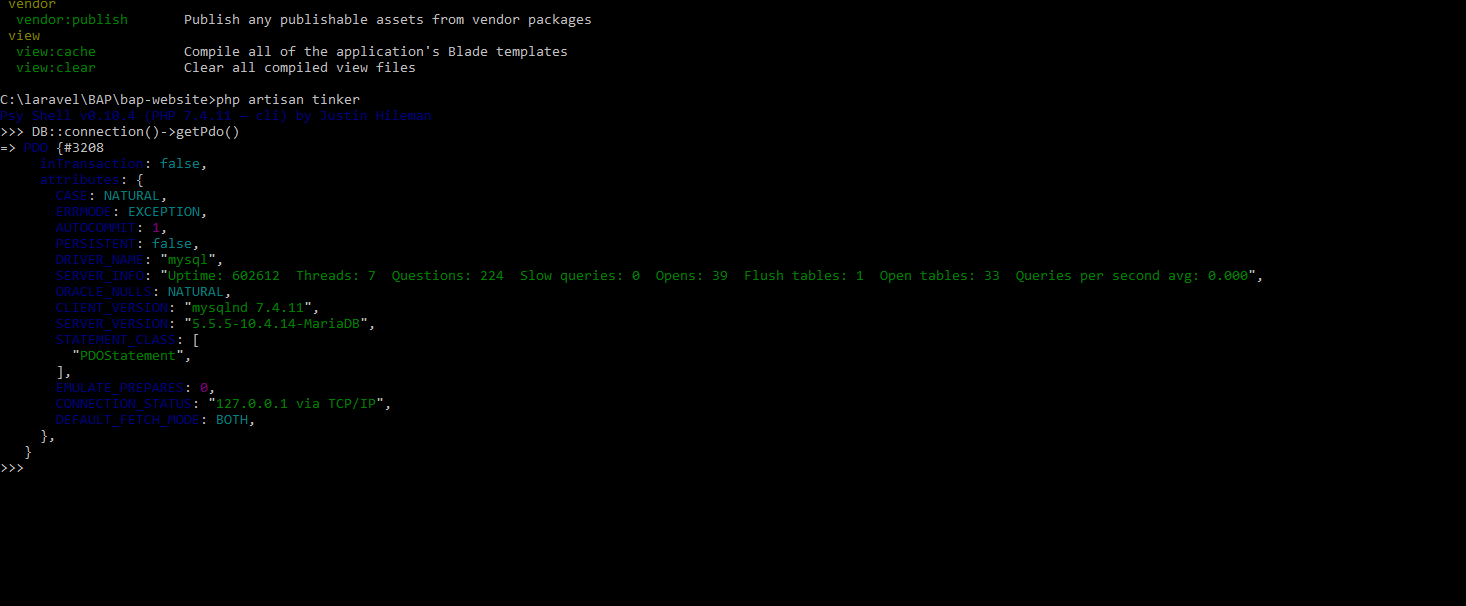 vendor
vendor:publish Publish any publishable assets from vendor packages
view
view:cache Compile all of the application's Blade templates
view:clear Clear all compiled view files
C:\laravel\BAP\bap-website>php artisan tinker
Psy Shell v0.10.4 (PHP 7.4.11 — cli) by Justin Hileman
>>> DB::connection()->getPdo()
=> PDO {#3208
inTransaction: false,
attributes: {
CASE: NATURAL,
ERRMODE: EXCEPTION,
AUTOCOMMIT: 1,
PERSISTENT: false,
DRIVER_NAME: "mysql",
SERVER_INFO: "Uptime: 602612 Threads: 7 Questions: 224 Slow queries: 0 Opens: 39 Flush tables: 1 Open tables: 33 Queries per second avg: 0.000",
ORACLE_NULLS: NATURAL,
CLIENT_VERSION: "mysqlnd 7.4.11",
SERVER_VERSION: "5.5.5-10.4.14-MariaDB",
STATEMENT_CLASS: [
"PDOStatement",
],
EMULATE_PREPARES: 0,
CONNECTION_STATUS: "127.0.0.1 via TCP/IP",
DEFAULT_FETCH_MODE: BOTH,
},
}
>>>